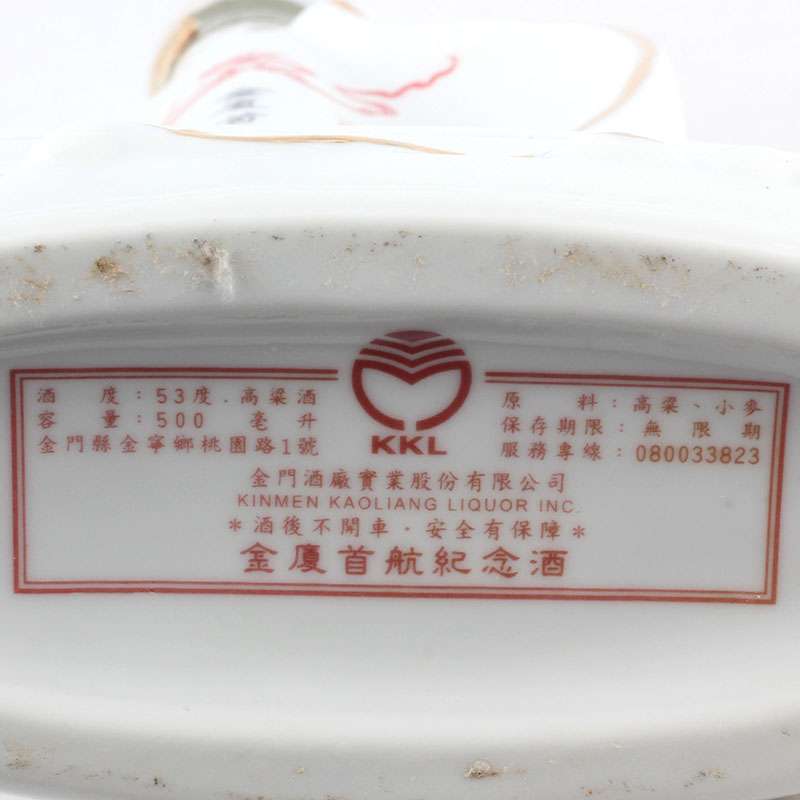 酒　度：53度．高粱酒
容　量：500　毫升
金門縣金寧鄉桃園路1號
KKL
原　料：高粱、小麥
保存期限：無限期
服務專線：080033823
金門酒廠實業股份有限公司
KINMEN KAOLIANG LIQUOR INC.
＊酒後不開車．安全有保障＊
金廈首航紀念酒